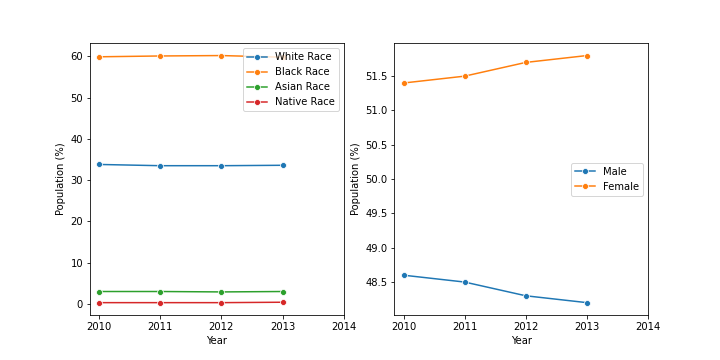 60
50
40
30
20
10
0
Population (%)
2010 2011 2012 2013 2014
Year
White Race
Black Race
Asian Race
Native Race
51.5
51.0
50.5
50.0
49.5
49.0
48.5
Population (%)
2010 2011 2012 2013 2014
Year
Male
Female